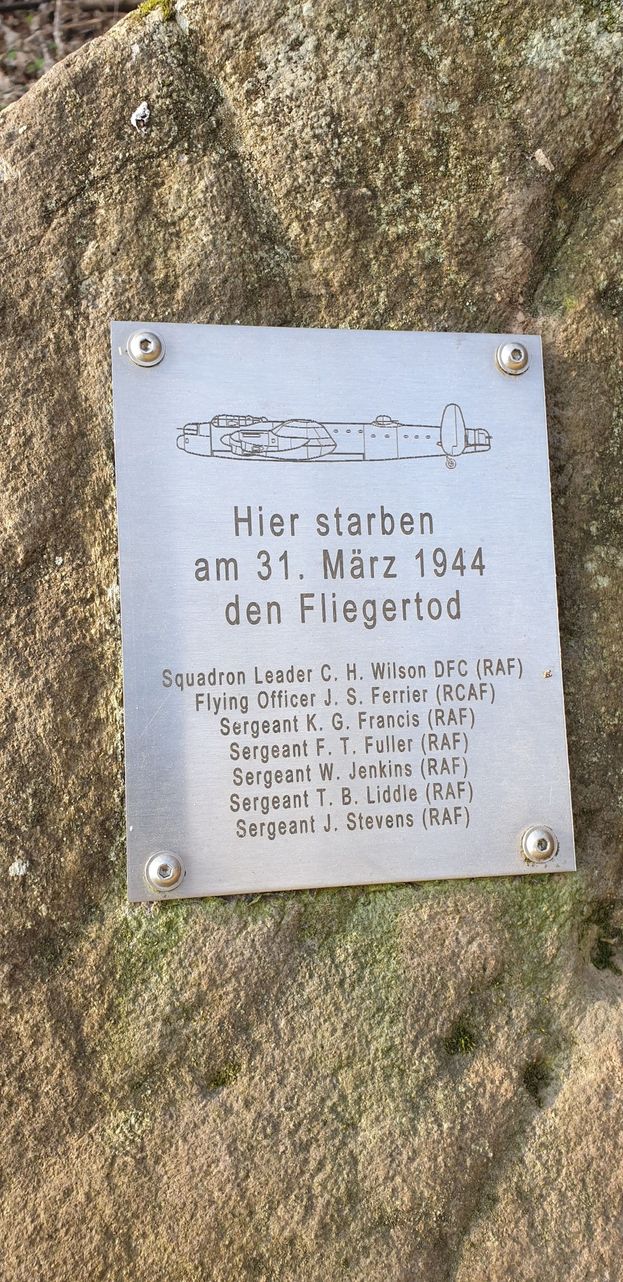 Hier starben
am 31. März 1944
den Fliegertod
Squadron Leader C. H. Wilson DFC (RAF)
Flying Officer J. S. Ferrier (RCAF)
Sergeant K. G. Francis (RAF)
Sergeant F. T. Fuller (RAF)
Sergeant W. Jenkins (RAF)
Sergeant T. B. Liddle (RAF)
Sergeant J. Stevens (RAF)